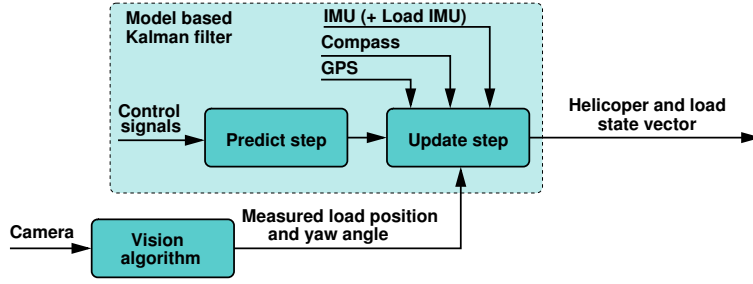 Model based
Kalman filter
IMU (+ Load IMU)
Compass
GPS
Control
signals
Predict step
Update step
Helicoper and load
state vector
Camera
Vision
algorithm
Measured load position
and yaw angle